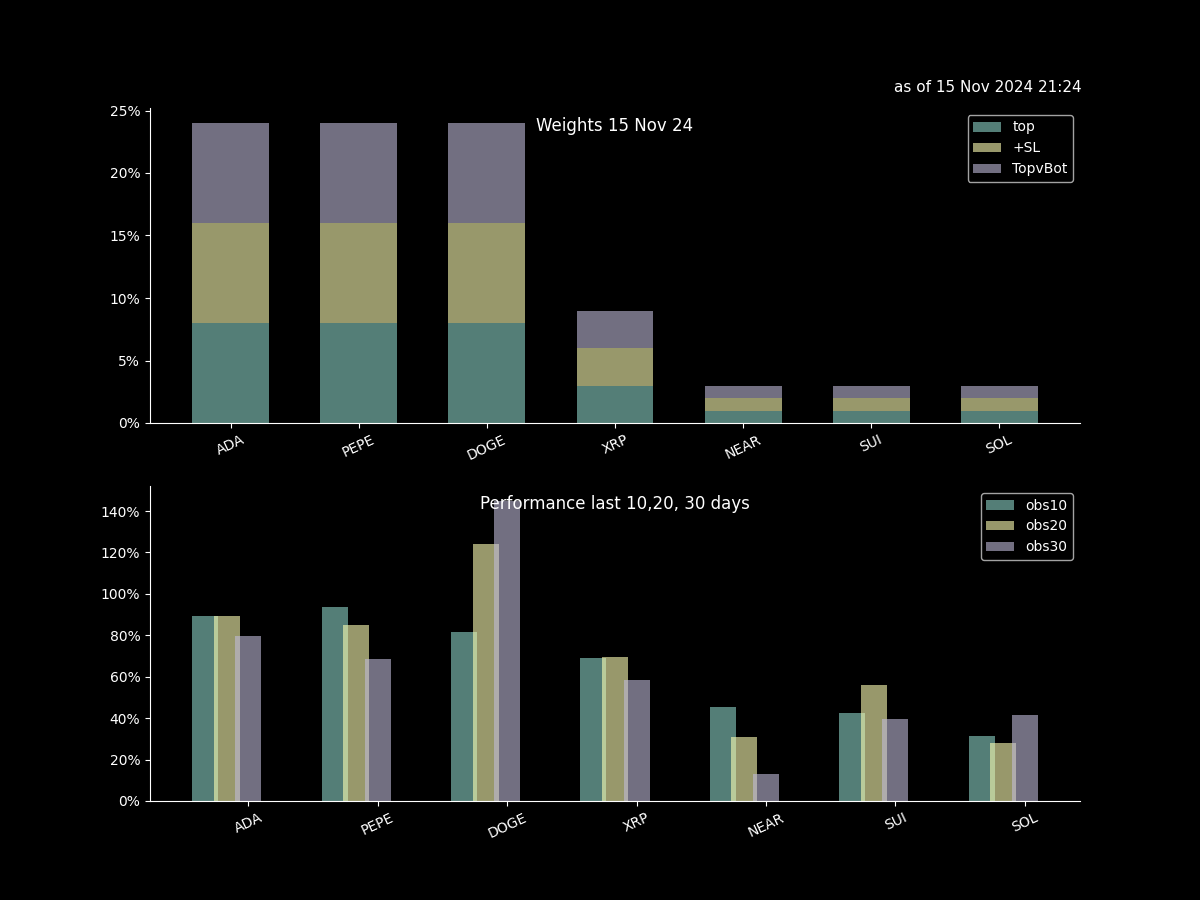 as of 15 Nov 2024 21:24
Weights 15 Nov 24
top
+SL
TopvBot
25%
20%
15%
10%
5%
0%
ADA PEPE DOGE XRP NEAR SUI SOL
Performance last 10,20, 30 days
obs10
obs20
obs30
140%
120%
100%
80%
60%
40%
20%
0%
ADA PEPE DOGE XRP NEAR SUI SOL